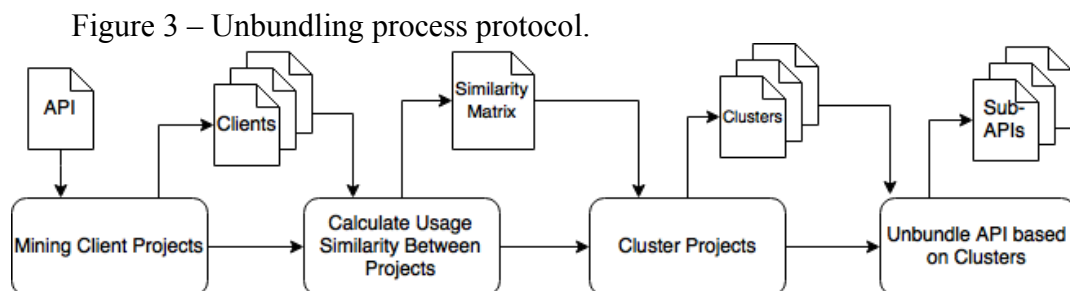 Figure 3 – Unbundling process protocol.
API
Clients
Similarity
Matrix
Clusters
Sub-
APIs
Mining Client Projects
Calculate Usage
Similarity Between
Projects
Cluster Projects
Unbundle API based
on Clusters